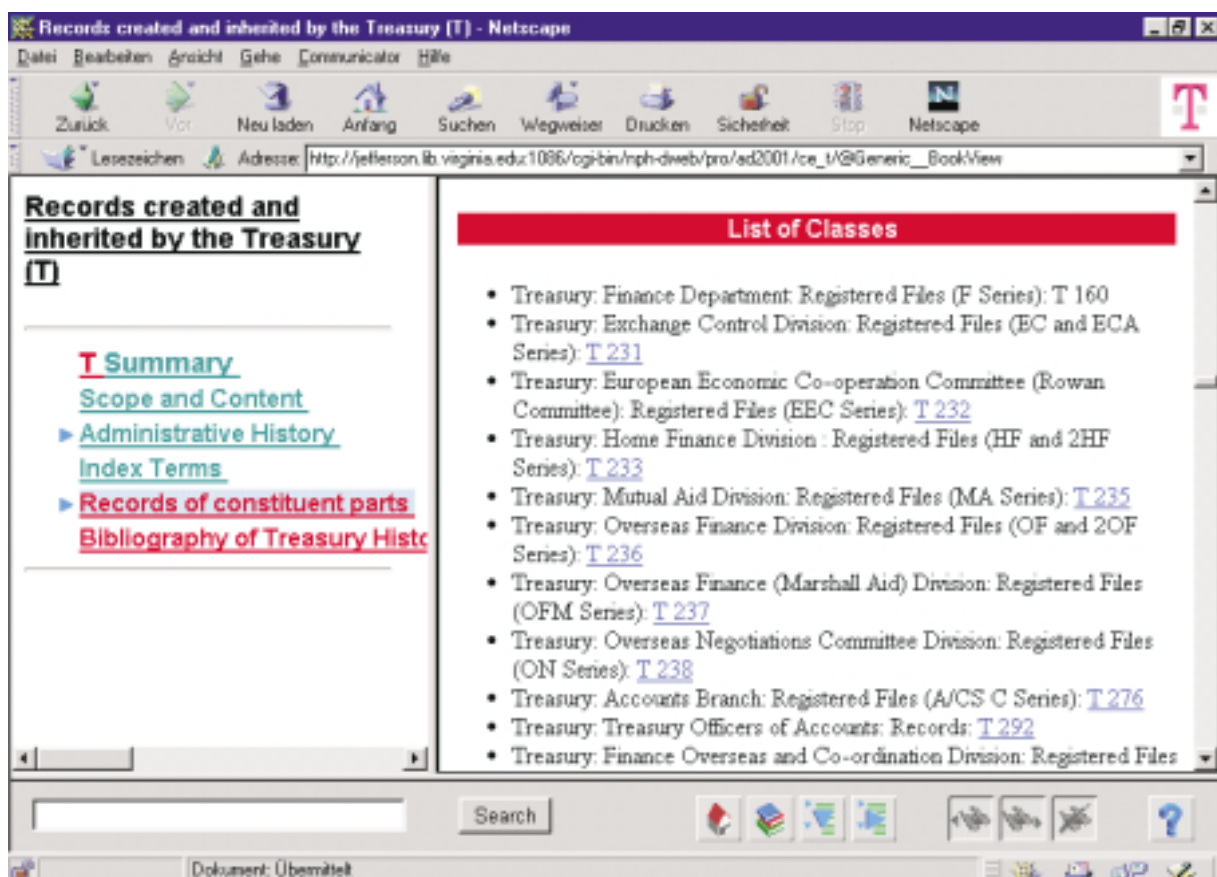 Records created and inherited by the Treasury (T) - Netscape
Datei Bearbeiten Ansicht Gehe Communicator Hilfe
Zurück Vor Neu laden Anfang Suchen Wegweiser Drucken Sicherheit Stop Netscape
N
T
Lesezeichen Adresse: http://jefferson.lib.virginia.edu:1086/cgi-bin/nph-dweb/pro/ad2001/ce_t/@Generic__BookView
Records created and
inherited by the Treasury
(T)
T Summary
Scope and Content
Administrative History
Index Terms
Records of constituent parts
Bibliography of Treasury Histo
List of Classes
• Treasury: Finance Department: Registered Files (F Series): T 160
• Treasury: Exchange Control Division: Registered Files (EC and ECA
Series): T 231
• Treasury: European Economic Co-operation Committee (Rowan
Committee): Registered Files (EEC Series): T 232
• Treasury: Home Finance Division : Registered Files (HF and 2HF
Series): T 233
• Treasury: Mutual Aid Division: Registered Files (MA Series): T 235
• Treasury: Overseas Finance Division: Registered Files (OF and 2OF
Series): T 236
• Treasury: Overseas Finance (Marshall Aid) Division: Registered Files
(OFM Series): T 237
• Treasury: Overseas Negotiations Committee Division: Registered Files
(ON Series): T 238
• Treasury: Accounts Branch: Registered Files (A/CS C Series): T 276
• Treasury: Treasury Officers of Accounts: Records: T 292
• Treasury: Finance Overseas and Co-ordination Division: Registered Files
Search
?
Dokument: Übermittelt